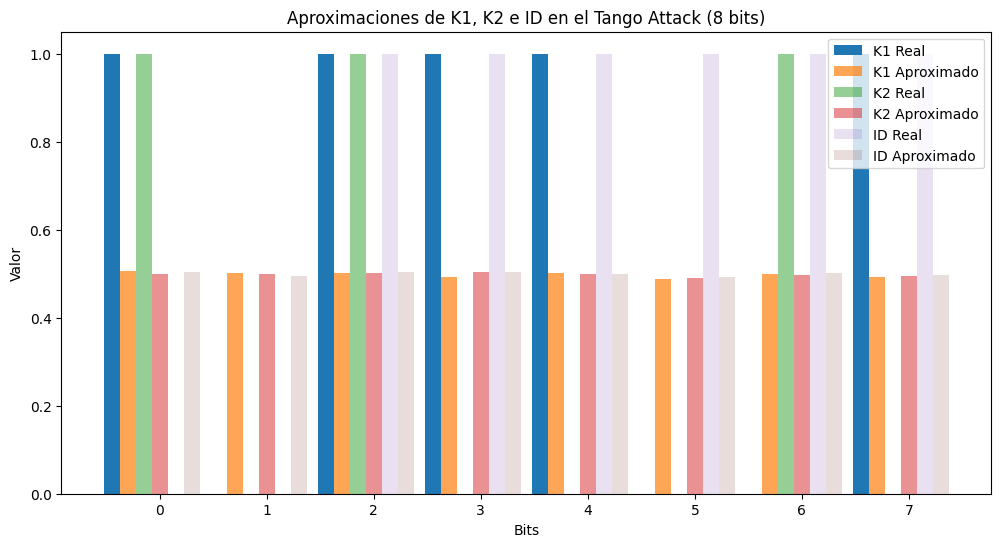 Aproximaciones de K1, K2 e ID en el Tango Attack (8 bits)
K1 Real
K1 Aproximado
K2 Real
K2 Aproximado
ID Real
ID Aproximado
Valor
1.0
0.8
0.6
0.4
0.2
0.0
0 1 2 3 4 5 6 7
Bits